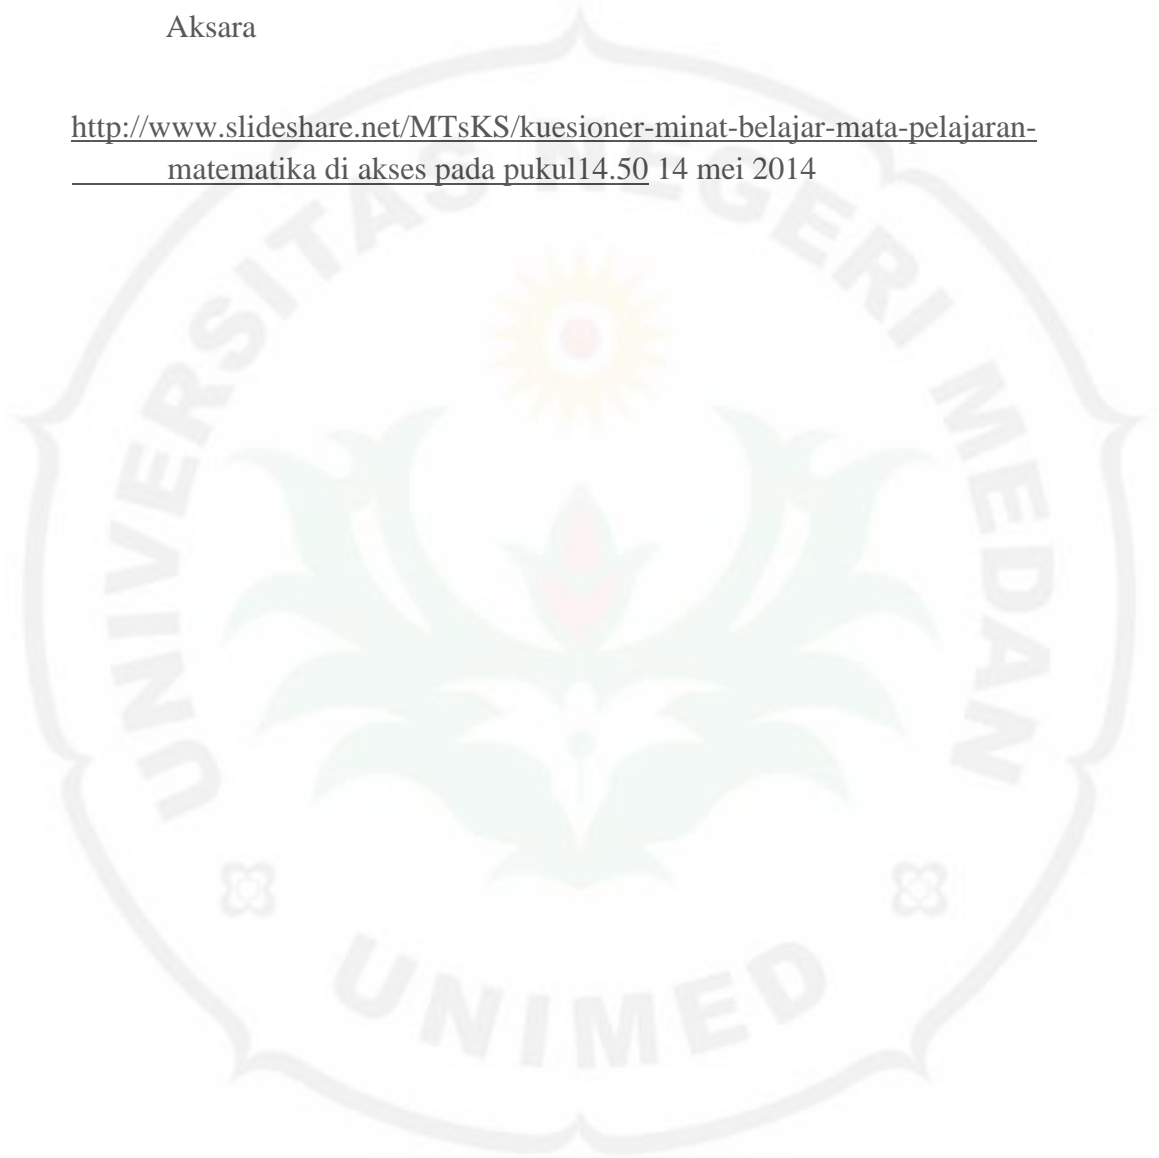 Aksara
http://www.slideshare.net/MTsKS/kuesioner-minat-belajar-mata-pelajaran-
matematika di akses pada pukul14.50 14 mei 2014
UNIVERSITAS NEGERI MEDAN
UNIMED